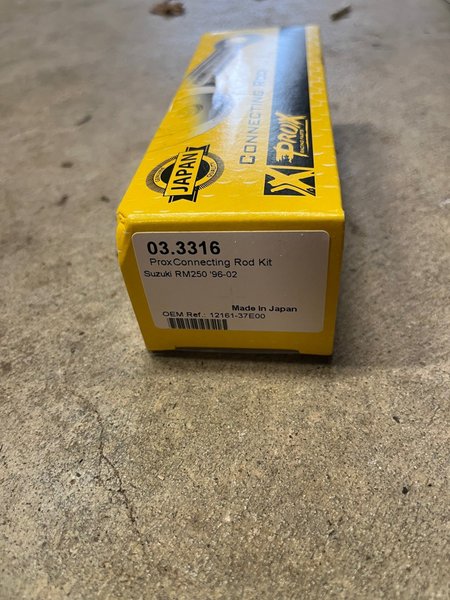 CONNECTING ROD
PROX
JAPAN
03.3316
ProxConnecting Rod Kit
Suzuki RM250 '96-02
Made In Japan
OEM Ref.: 12161-37E00